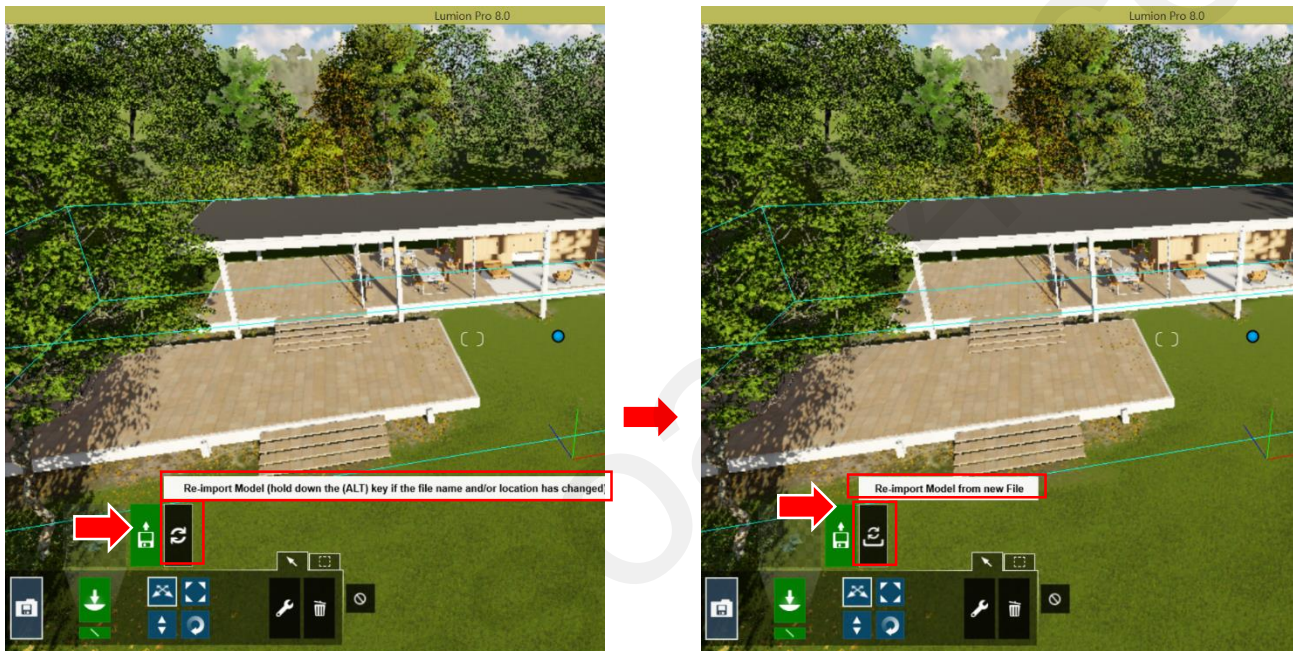 Lumion Pro 8.0
Re-import Model (hold down the (ALT) key if the file name and/or location has changed)
Lumion Pro 8.0
Re-import Model from new File